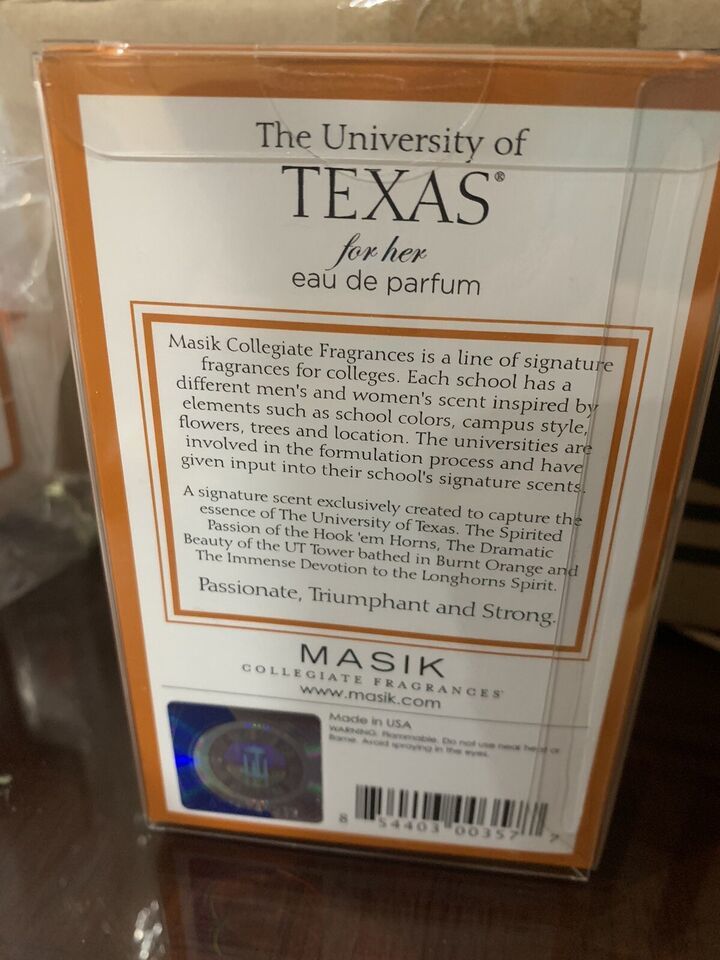 The University of
TEXAS®
for her
eau de parfum
Masik Collegiate Fragrances is a line of signature
fragrances for colleges. Each school has a
different men's and women's scent inspired by
elements such as school colors, campus style,
flowers, trees and location. The universities are
involved in the formulation process and have
given input into their school's signature scents.
A signature scent exclusively created to capture the
essence of The University of Texas. The Spirited
Passion of the Hook 'em Horns, The Dramatic
Beauty of the UT Tower bathed in Burnt Orange and
The Immense Devotion to the Longhorns Spirit.
Passionate, Triumphant and Strong.
MASIK
COLLEGIATE FRAGRANCES
www.masik.com
Made in USA
WARNING: Flammable. Do not use near heat or
flame. Avoid spraying in the eyes.
8 54403 00357 7